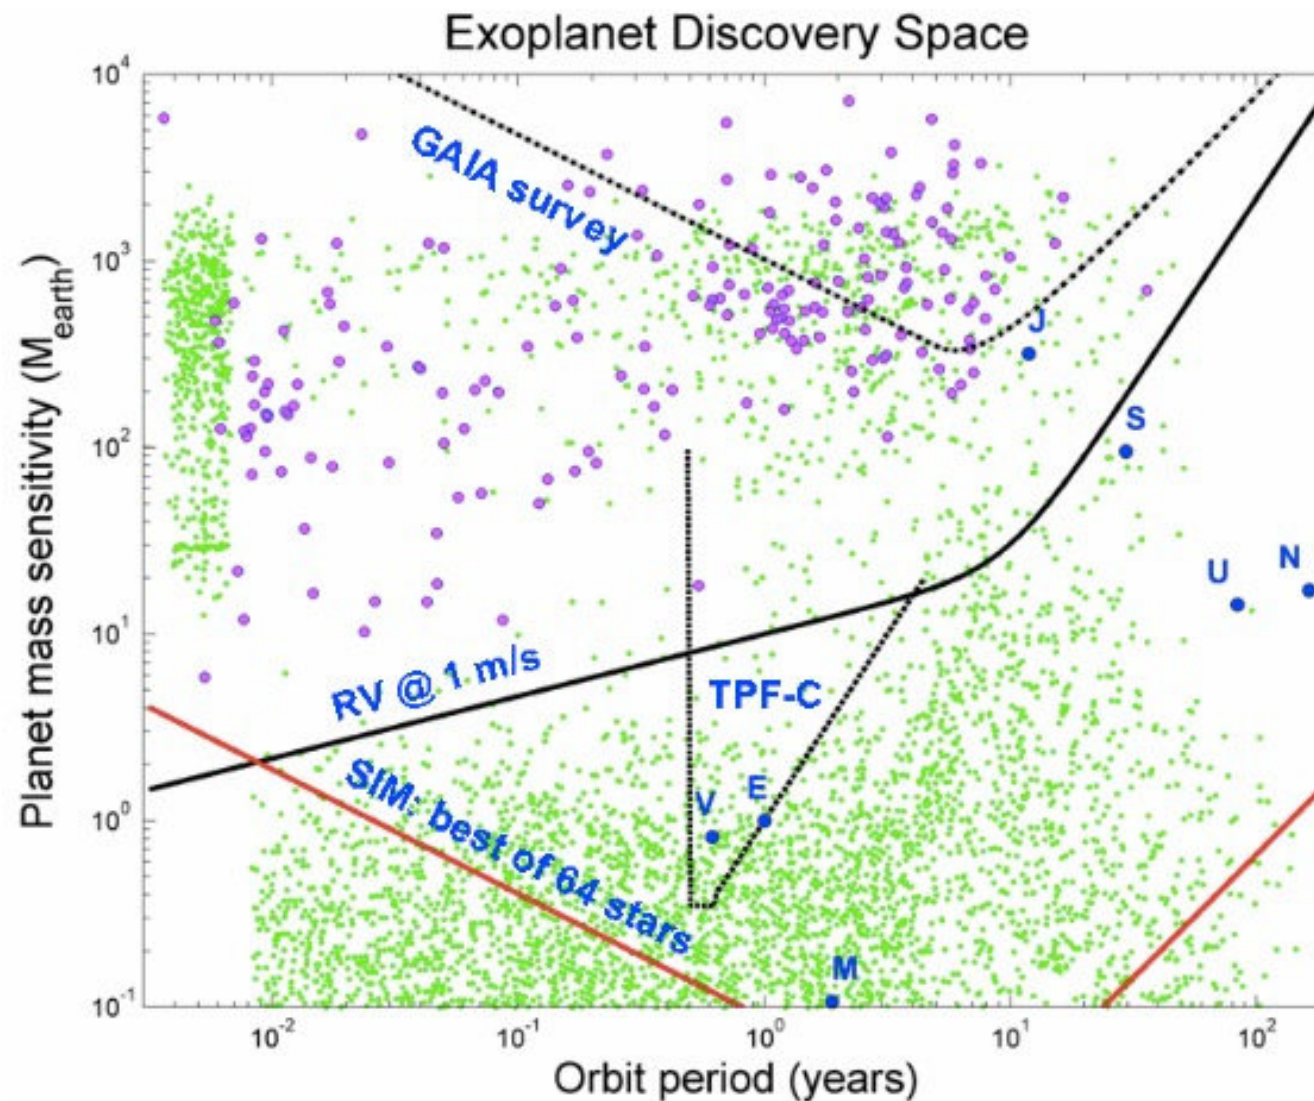 Exoplanet Discovery Space
10^4
10^3
10^2
10^1
10^0
10^-1
Planet mass sensitivity (M_earth)
GAIA survey
J
S
U
N
RV @ 1 m/s
TPF-C
SIM: best of 64 stars
V
E
M
10^-2
10^-1
10^0
10^1
10^2
Orbit period (years)